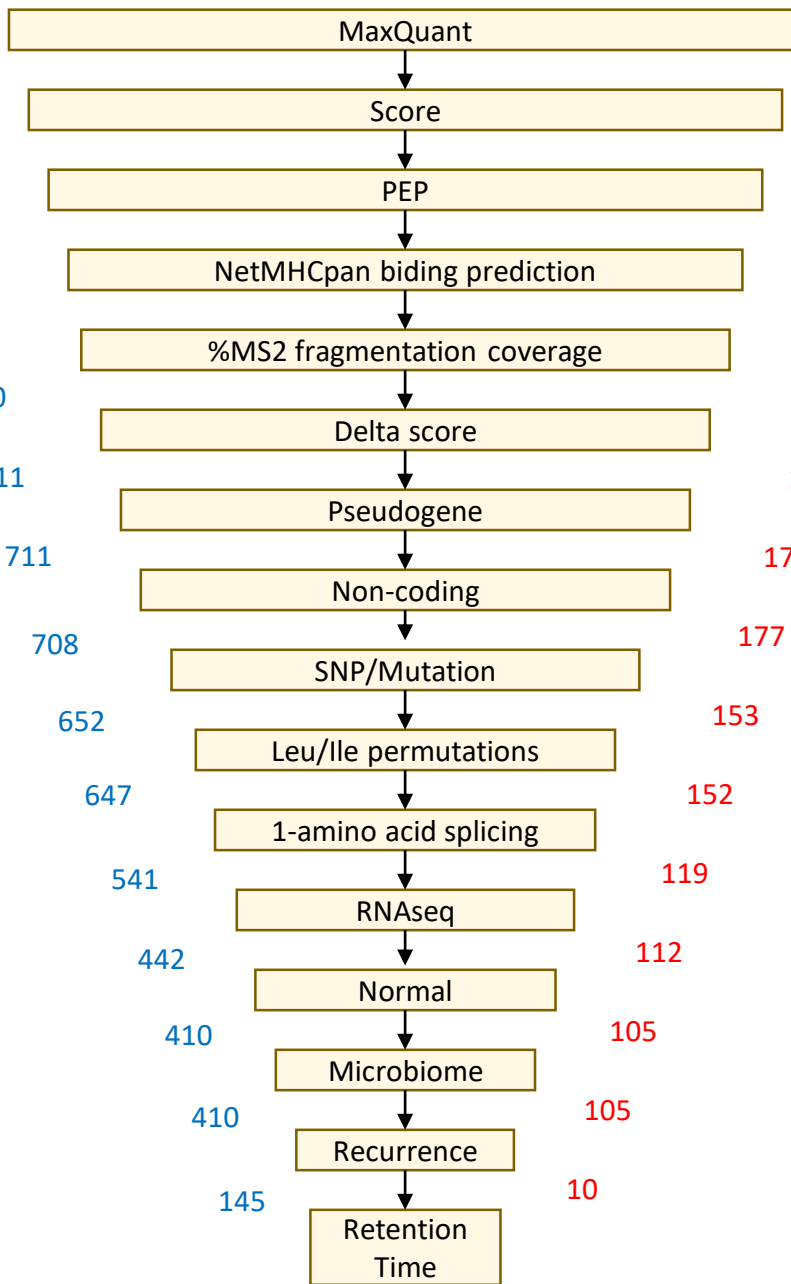 MaxQuant
Score
PEP
NetMHCpan biding prediction
%MS2 fragmentation coverage
Delta score
Pseudogene
711
Non-coding
708
177
SNP/Mutation
652
153
Leu/Ile permutations
647
152
1-amino acid splicing
541
119
RNAseq
442
112
Normal
410
105
Microbiome
410
105
Recurrence
145
10
Retention
Time